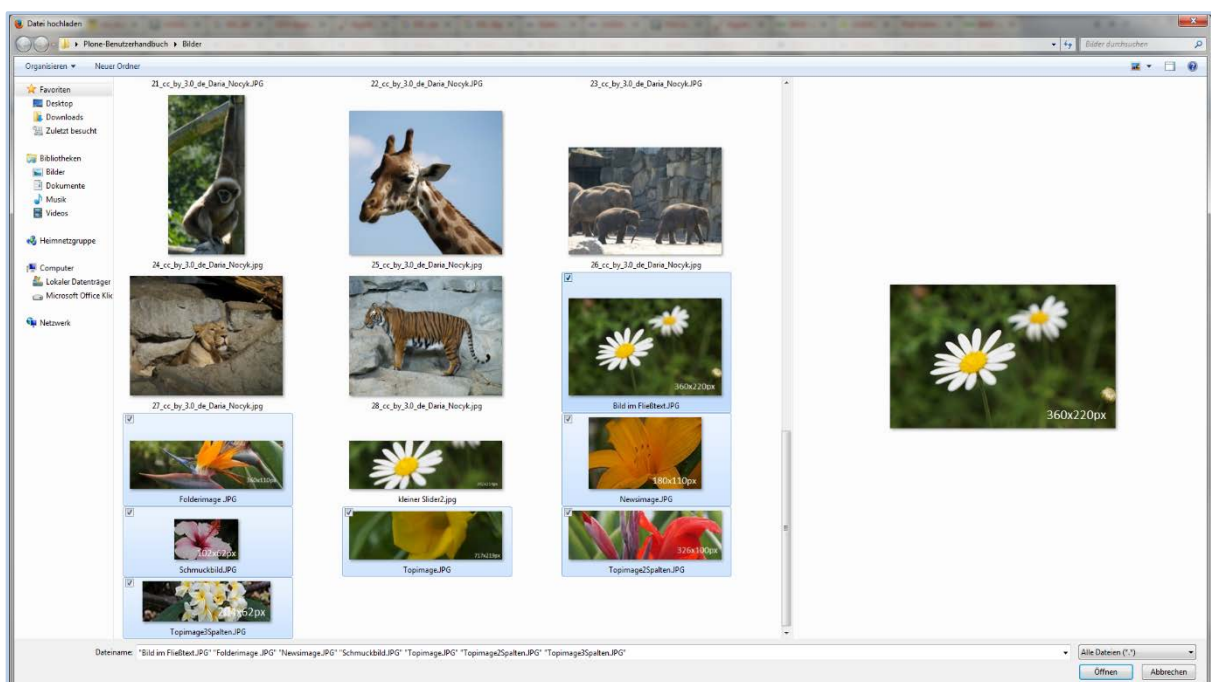 Datei hochladen
Plone-Benutzerhandbuch ▸ Bilder
Bilder durchsuchen
Organisieren
Neuer Ordner
Favoriten
Desktop
Downloads
Zuletzt besucht
Bibliotheken
Bilder
Dokumente
Musik
Videos
Heimnetzgruppe
Computer
Lokaler Datenträger
Microsoft Office Klic
Netzwerk
21_cc_by_3.0_de_Daria_Nocyk.JPG
22_cc_by_3.0_de_Daria_Nocyk.JPG
23_cc_by_3.0_de_Daria_Nocyk.JPG
24_cc_by_3.0_de_Daria_Nocyk.jpg
25_cc_by_3.0_de_Daria_Nocyk.jpg
26_cc_by_3.0_de_Daria_Nocyk.jpg
360x220px
360x220px
27_cc_by_3.0_de_Daria_Nocyk.jpg
28_cc_by_3.0_de_Daria_Nocyk.jpg
Bild im Fließtext.JPG
360x110px
180x110px
Folderimage .JPG
kleiner Slider2.jpg
Newsimage.JPG
102x62px
717x219px
326x100px
Schmuckbild.JPG
Topimage.JPG
Topimage2Spalten.JPG
Topimage3Spalten.JPG
Dateiname:
"Bild im Fließtext.JPG" "Folderimage .JPG" "Newsimage.JPG" "Schmuckbild.JPG" "Topimage.JPG" "Topimage2Spalten.JPG" "Topimage3Spalten.JPG"
Alle Dateien (*.*)
Öffnen
Abbrechen